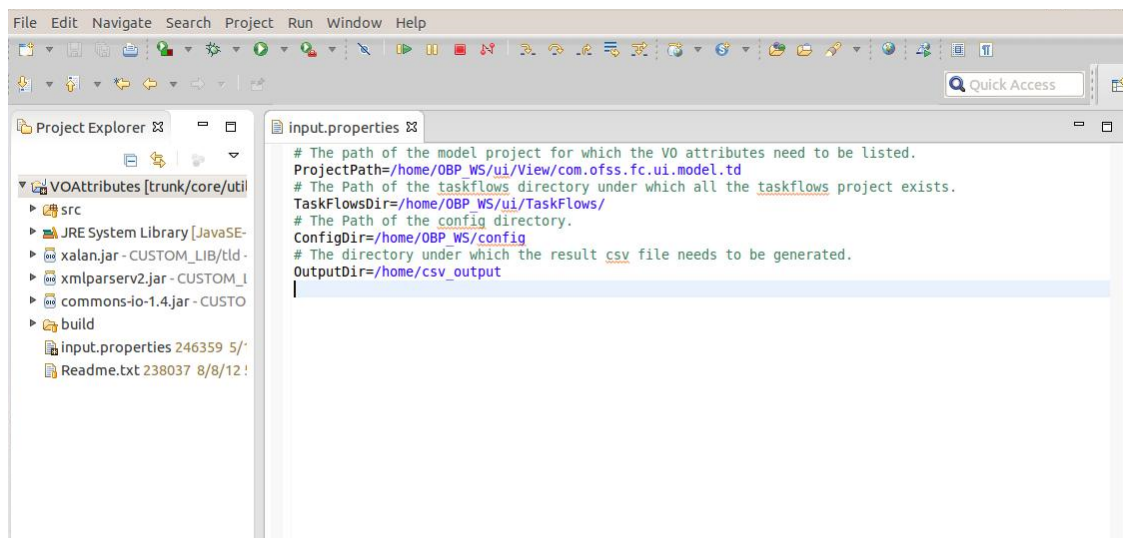 File Edit Navigate Search Project Run Window Help
Quick Access
Project Explorer
VOAttributes [trunk/core/util
src
JRE System Library [JavaSE-
xalan.jar - CUSTOM_LIB/tld -
xmlparserv2.jar - CUSTOM_L
commons-io-1.4.jar - CUSTO
build
input.properties 246359 5/
Readme.txt 238037 8/8/12
input.properties
# The path of the model project for which the VO attributes need to be listed.
ProjectPath=/home/OBP_WS/ui/View/com.ofss.fc.ui.model.td
# The Path of the taskflows directory under which all the taskflows project exists.
TaskFlowsDir=/home/OBP_WS/ui/TaskFlows/
# The Path of the config directory.
ConfigDir=/home/OBP_WS/config
# The directory under which the result csv file needs to be generated.
OutputDir=/home/csv_output